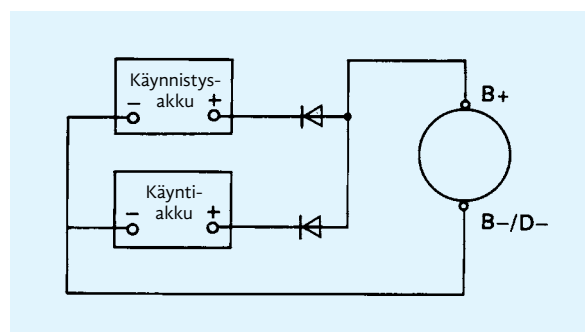 Käynnistys-
akku
− +
B+
Käynti-
akku
− +
B−/D−